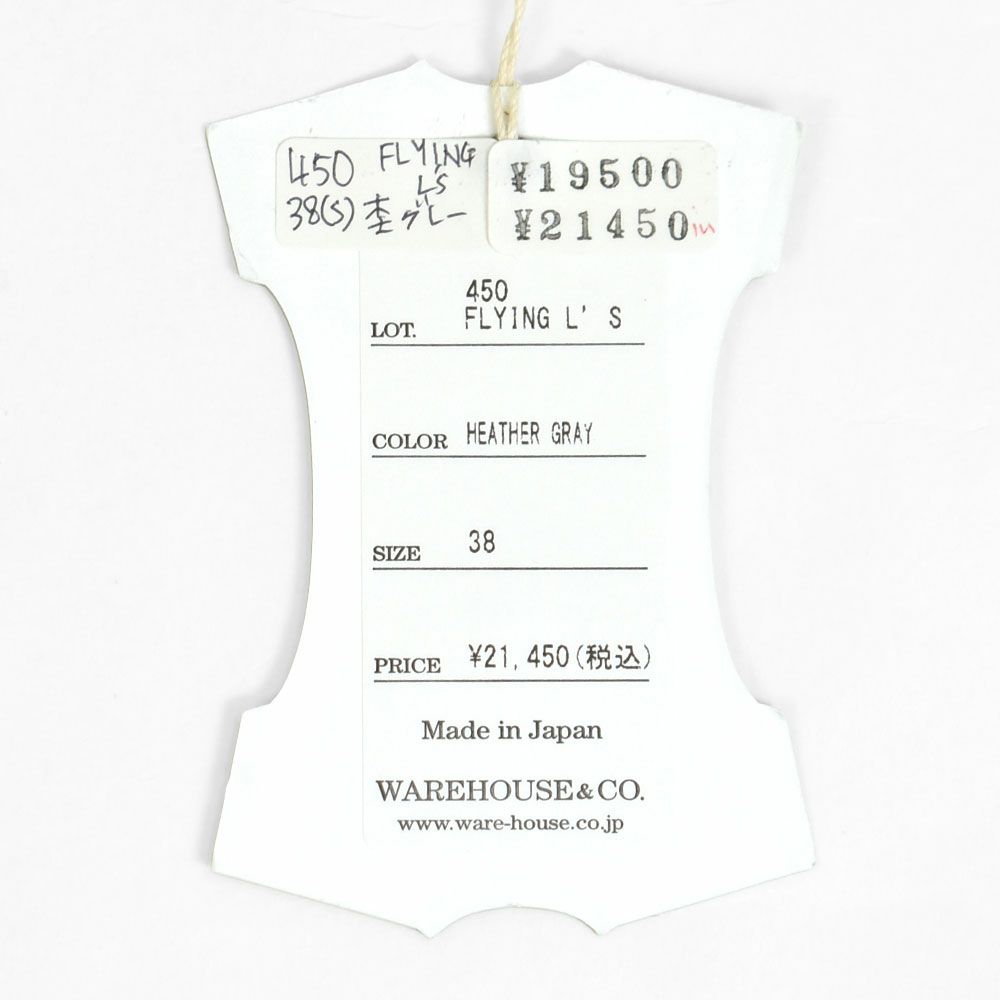 450 FLYING
L'S
38(S) 杢グレー
¥19500
¥21450 in
450
LOT. FLYING L' S
COLOR HEATHER GRAY
SIZE 38
PRICE ¥21,450(税込)
Made in Japan
WAREHOUSE & CO.
www.ware-house.co.jp